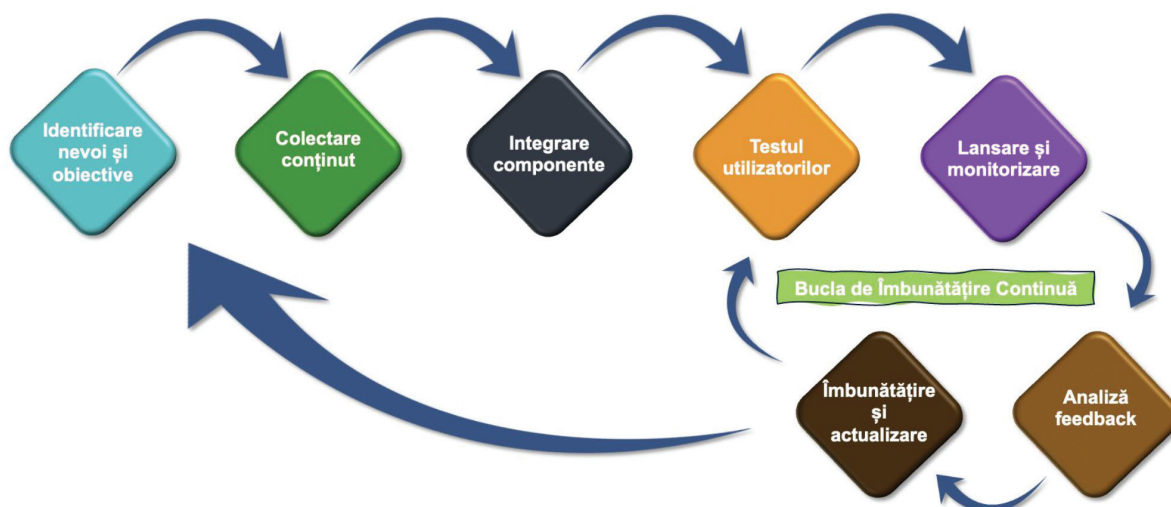 Identificare
nevoi și
obiective
Colectare
conținut
Integrare
componente
Testul
utilizatorilor
Lansare și
monitorizare
Bucla de Îmbunătățire Continuă
Îmbunătățire
și
actualizare
Analiză
feedback